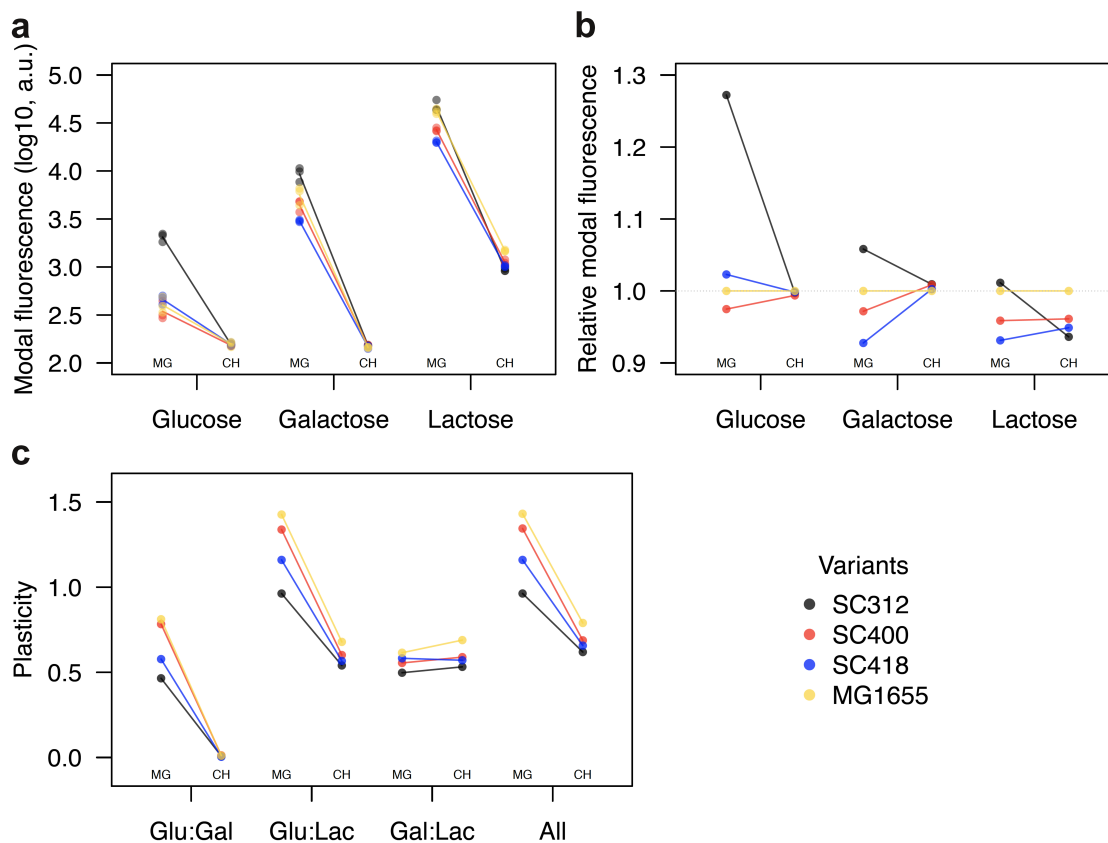 a
Modal fluorescence (log10, a.u.)
5.0
4.5
4.0
3.5
3.0
2.5
2.0
MG CH MG CH MG CH
Glucose Galactose Lactose
b
Relative modal fluorescence
1.3
1.2
1.1
1.0
0.9
MG CH MG CH MG CH
Glucose Galactose Lactose
c
Plasticity
1.5
1.0
0.5
0.0
MG CH MG CH MG CH MG CH
Glu:Gal Glu:Lac Gal:Lac All
Variants
SC312
SC400
SC418
MG1655